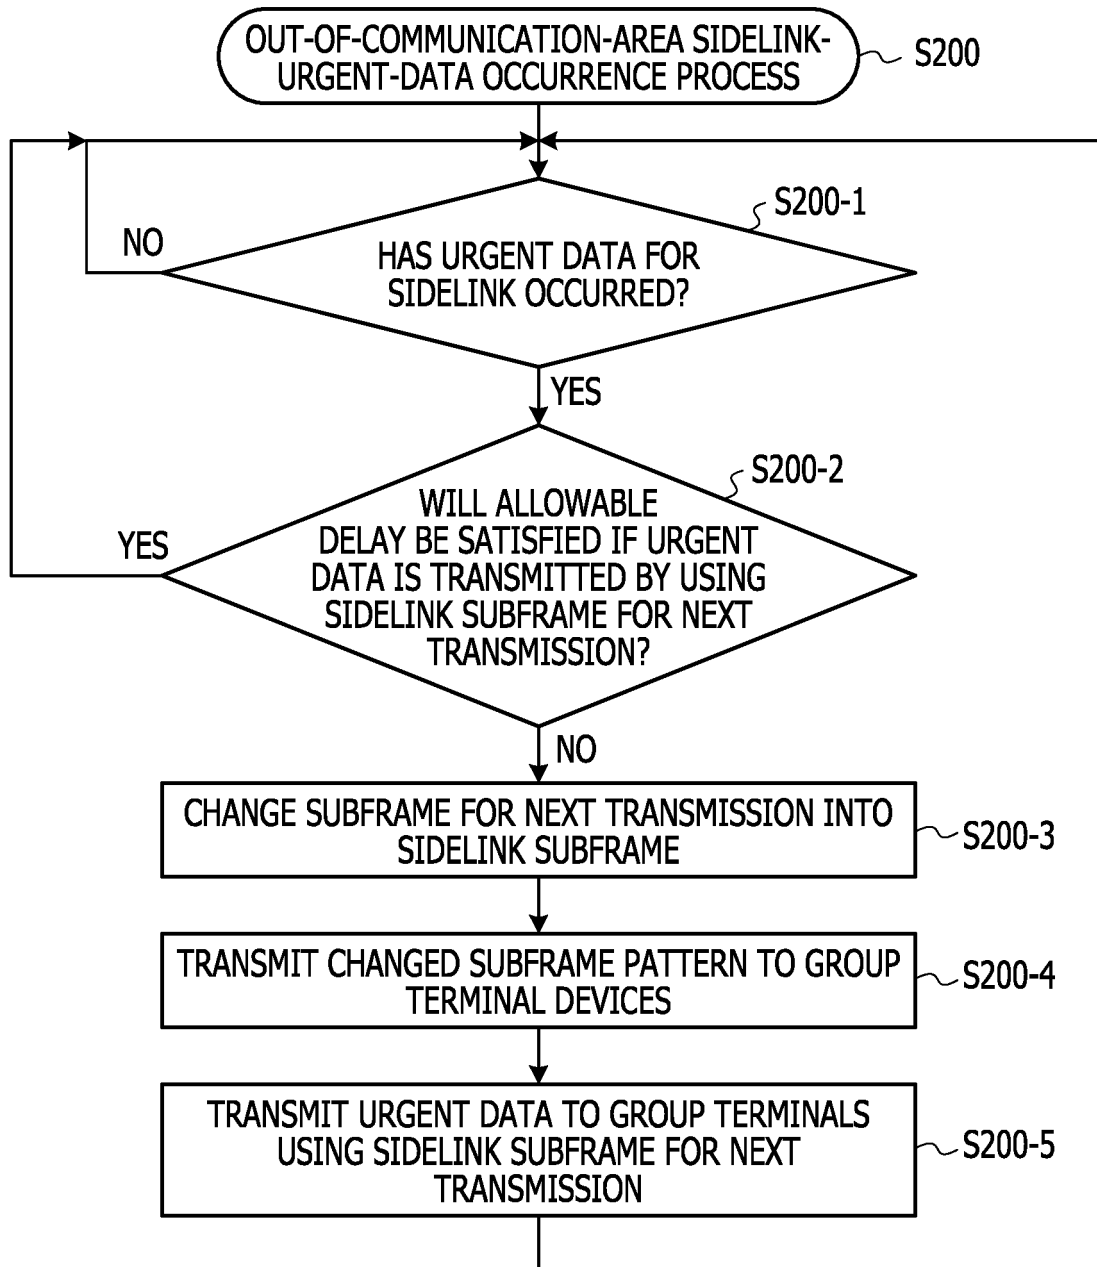 OUT-OF-COMMUNICATION-AREA SIDELINK-
URGENT-DATA OCCURRENCE PROCESS
S200
S200-1
NO
HAS URGENT DATA FOR
SIDELINK OCCURRED?
YES
S200-2
YES
WILL ALLOWABLE
DELAY BE SATISFIED IF URGENT
DATA IS TRANSMITTED BY USING
SIDELINK SUBFRAME FOR NEXT
TRANSMISSION?
NO
CHANGE SUBFRAME FOR NEXT TRANSMISSION INTO
SIDELINK SUBFRAME
S200-3
TRANSMIT CHANGED SUBFRAME PATTERN TO GROUP
TERMINAL DEVICES
S200-4
TRANSMIT URGENT DATA TO GROUP TERMINALS
USING SIDELINK SUBFRAME FOR NEXT
TRANSMISSION
S200-5